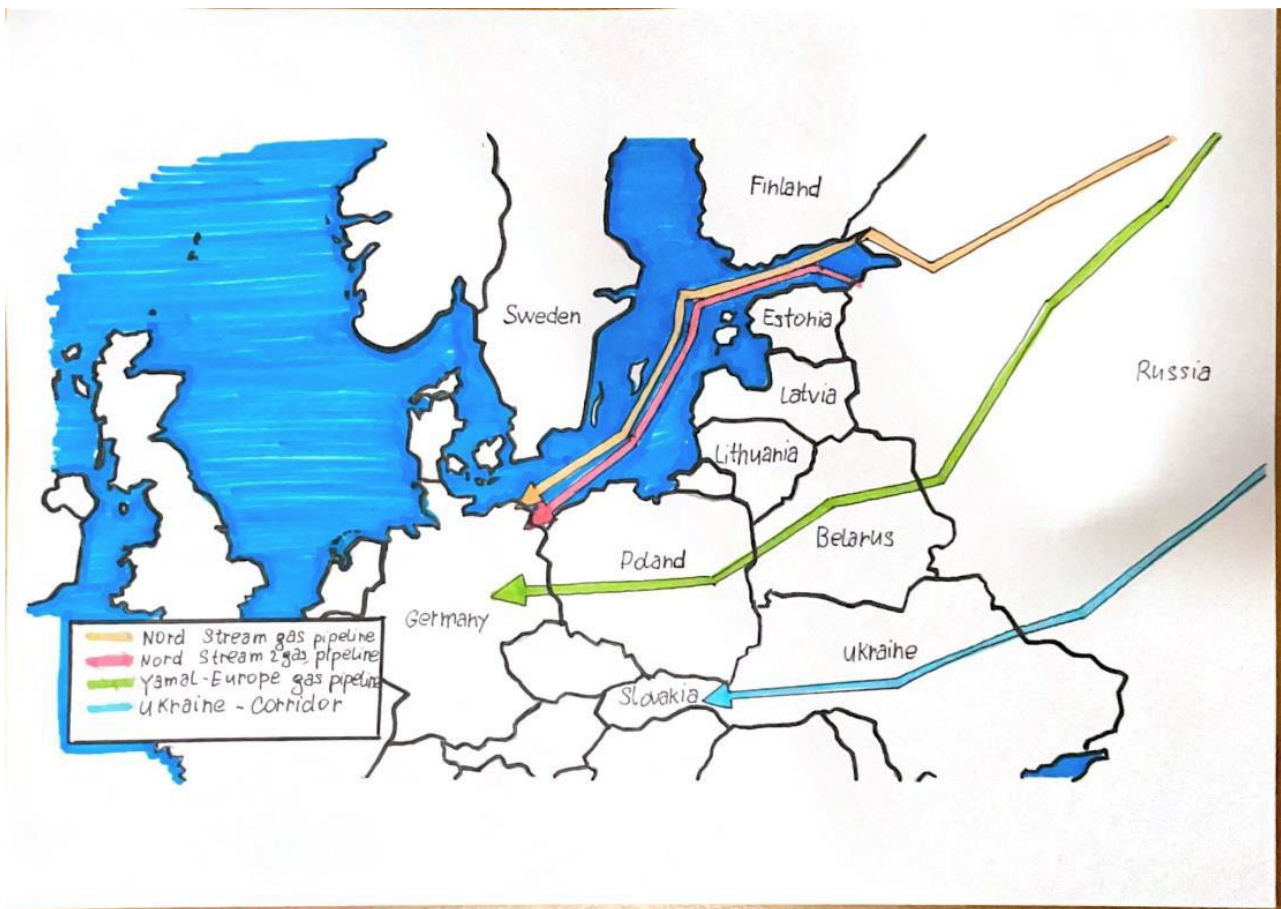 Finland
Sweden
Estonia
Russia
Latvia
Lithuania
Belarus
Poland
Germany
Ukraine
Slovakia
Nord Stream gas pipeline
Nord Stream 2 gas pipeline
Yamal-Europe gas pipeline
Ukraine - Corridor